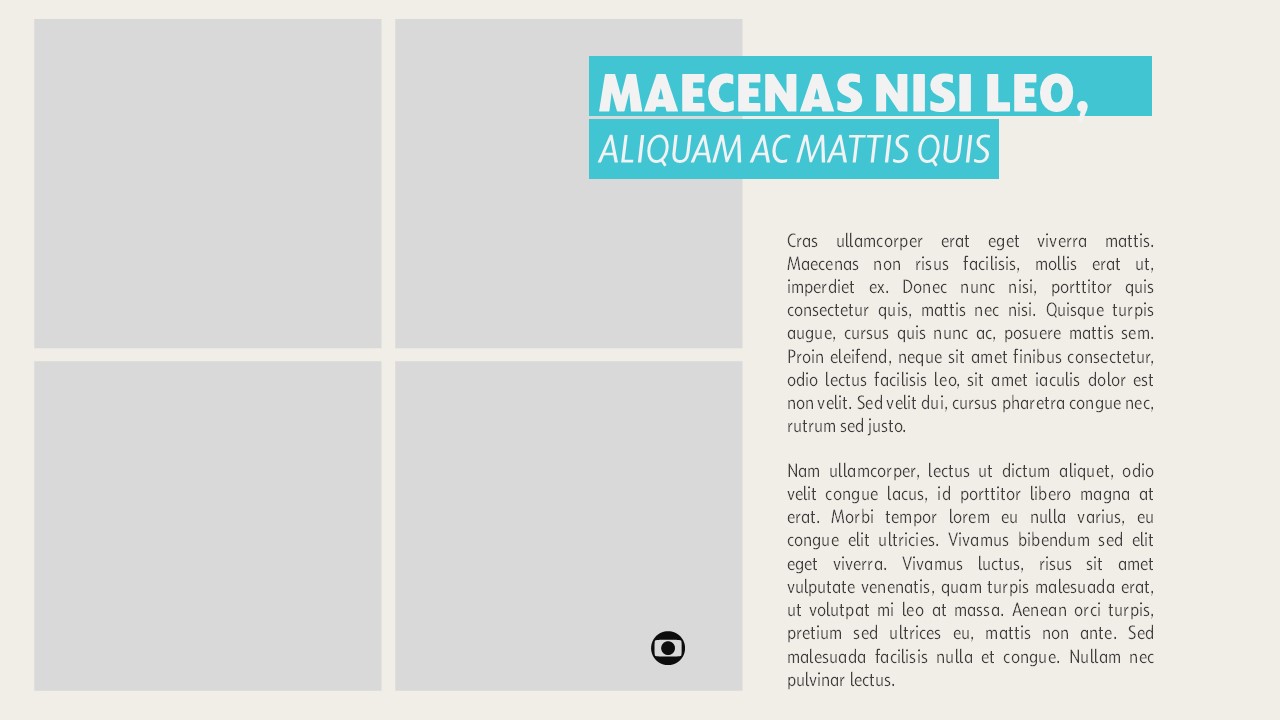 MAECENAS NISI LEO,
ALIQUAM AC MATTIS QUIS
Cras ullamcorper erat eget viverra mattis.
Maecenas non risus facilisis, mollis erat ut,
imperdiet ex. Donec nunc nisi, porttitor quis
consectetur quis, mattis nec nisi. Quisque turpis
augue, cursus quis nunc ac, posuere mattis sem.
Proin eleifend, neque sit amet finibus consectetur,
odio lectus facilisis leo, sit amet iaculis dolor est
non velit. Sed velit dui, cursus pharetra congue nec,
rutrum sed justo.
Nam ullamcorper, lectus ut dictum aliquet, odio
velit congue lacus, id porttitor libero magna at
erat. Morbi tempor lorem eu nulla varius, eu
congue elit ultricies. Vivamus bibendum sed elit
eget viverra. Vivamus luctus, risus sit amet
vulputate venenatis, quam turpis malesuada erat,
ut volutpat mi leo at massa. Aenean orci turpis,
pretium sed ultrices eu, mattis non ante. Sed
malesuada facilisis nulla et congue. Nullam nec
pulvinar lectus.